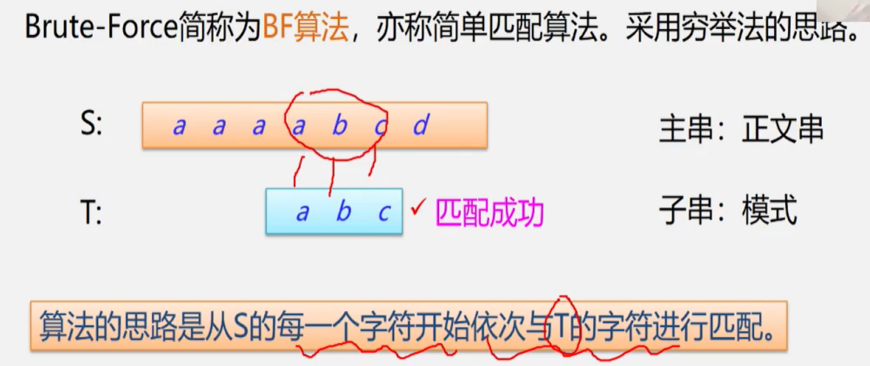 Brute-Force简称为BF算法，亦称简单匹配算法。采用穷举法的思路。
S: a a a a b c d 主串：正文串
T: a b c ✓匹配成功 子串：模式
算法的思路是从S的每一个字符开始依次与T的字符进行匹配。